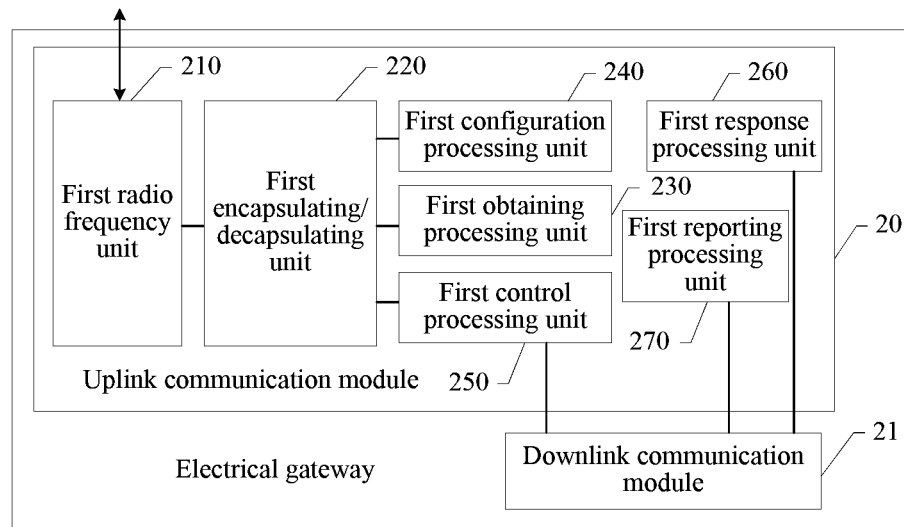 210
220
240
260
First radio
frequency
unit
First
encapsulating/
decapsulating
unit
First configuration
processing unit
First response
processing unit
230
First obtaining
processing unit
First reporting
processing
unit
20
First control
processing unit
270
250
Uplink communication module
21
Electrical gateway
Downlink communication
module